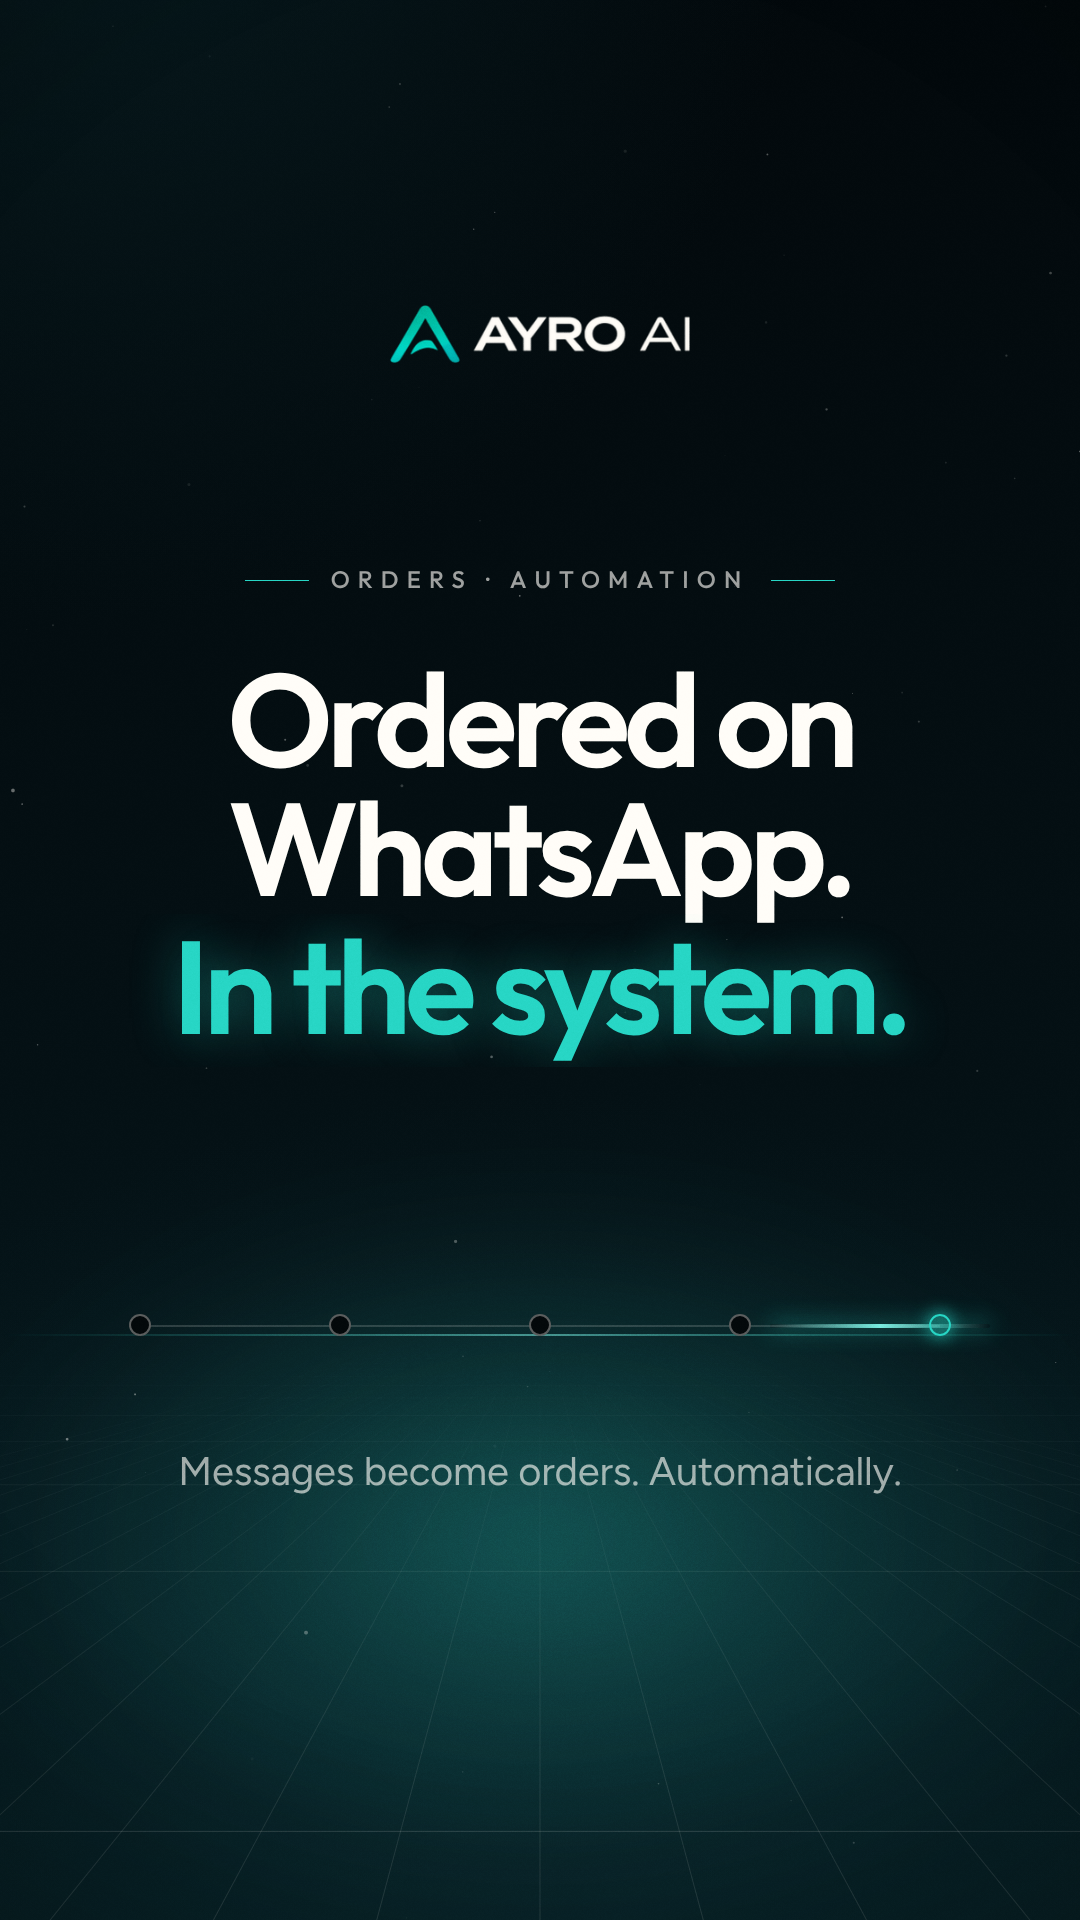 AYRO AI
ORDERS · AUTOMATION
Ordered on
WhatsApp.
In the system.
Messages become orders. Automatically.